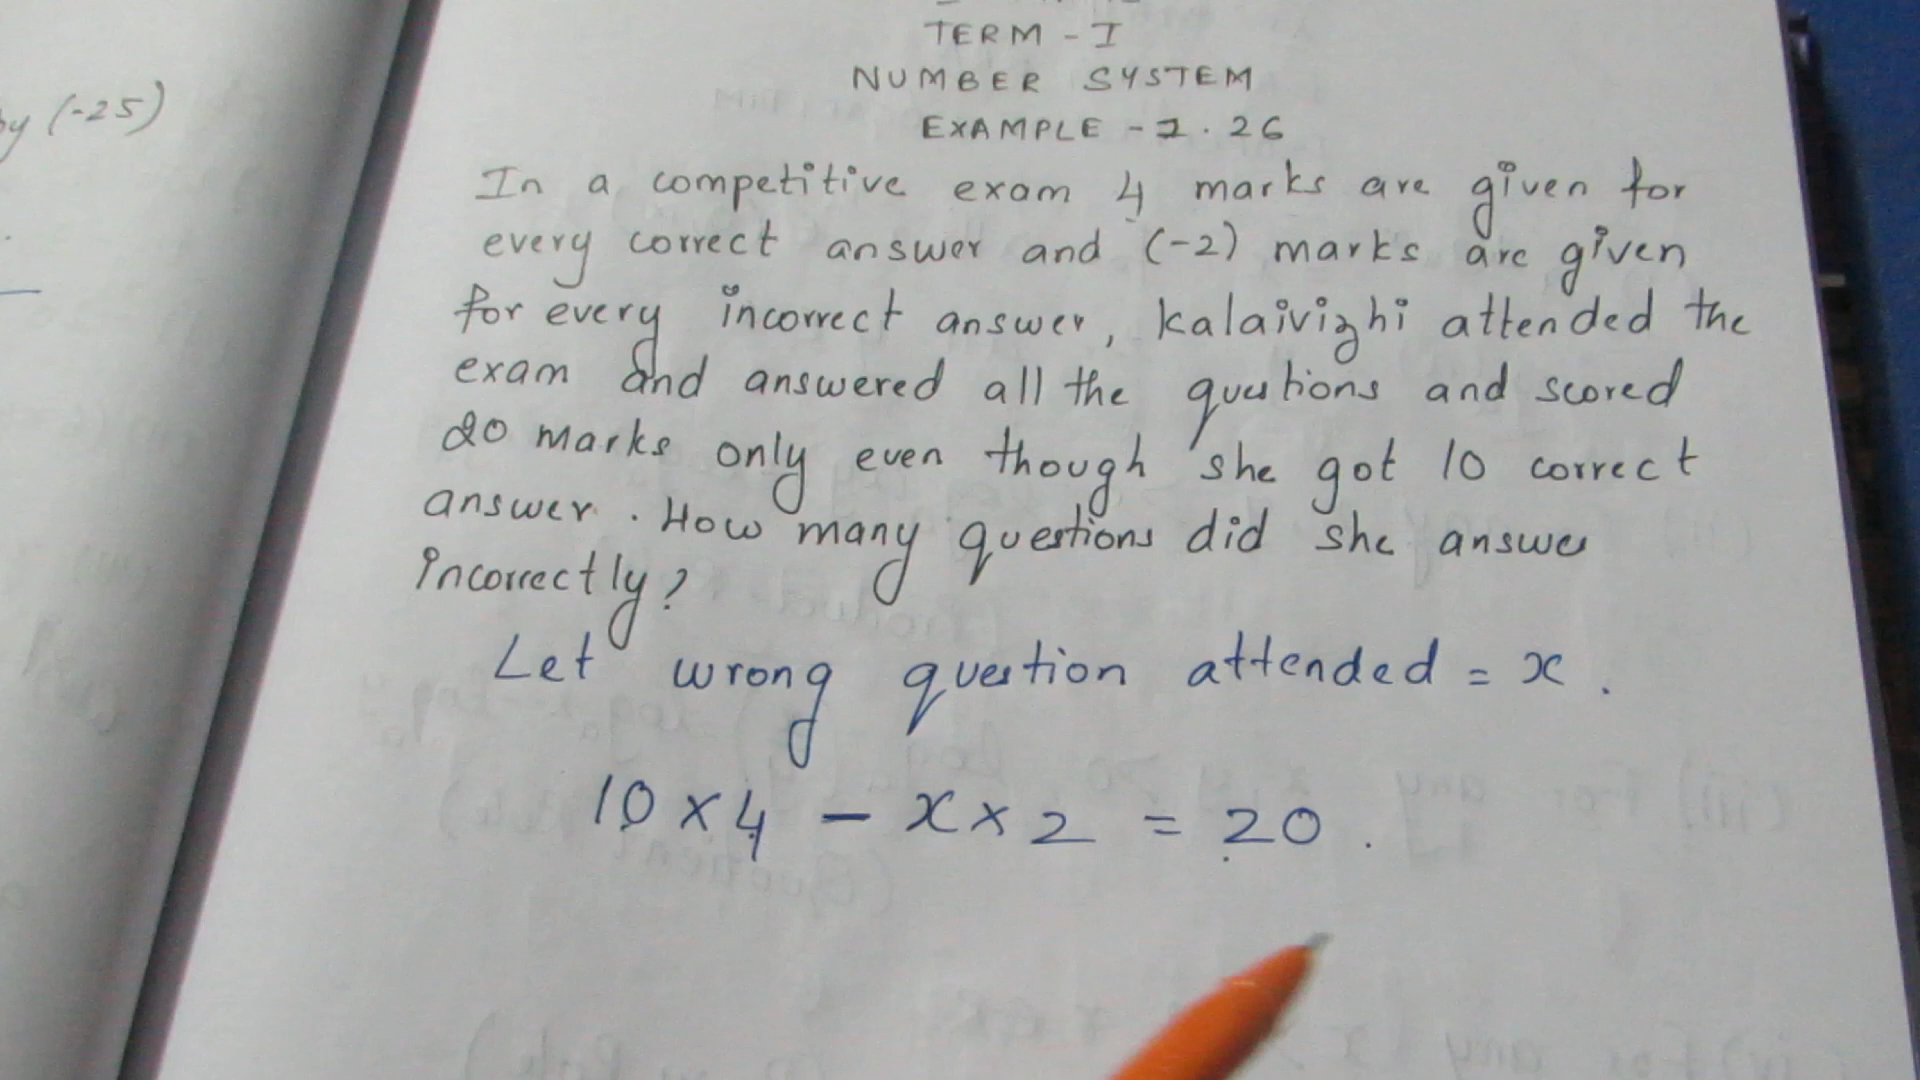 by (-25)
TERM - I
NUMBER SYSTEM
EXAMPLE - 1.26
In a competitive exam 4 marks are given for
every correct answer and (-2) marks are given
for every incorrect answer, kalaivizhi attended the
exam and answered all the questions and scored
20 marks only even though she got 10 correct
answer. How many questions did she answer
incorrectly?
Let wrong question attended = x.
10 x 4 - x x 2 = 20.